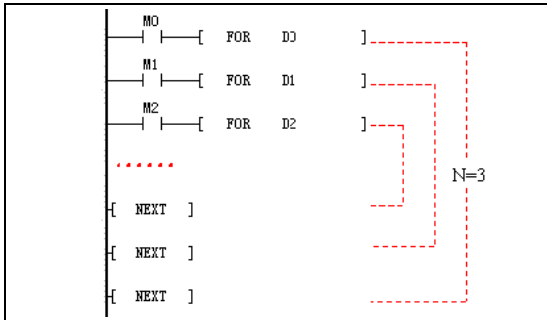 M0
[ FOR D0 ]
M1
[ FOR D1 ]
M2
[ FOR D2 ]
N=3
[ NEXT ]
[ NEXT ]
[ NEXT ]